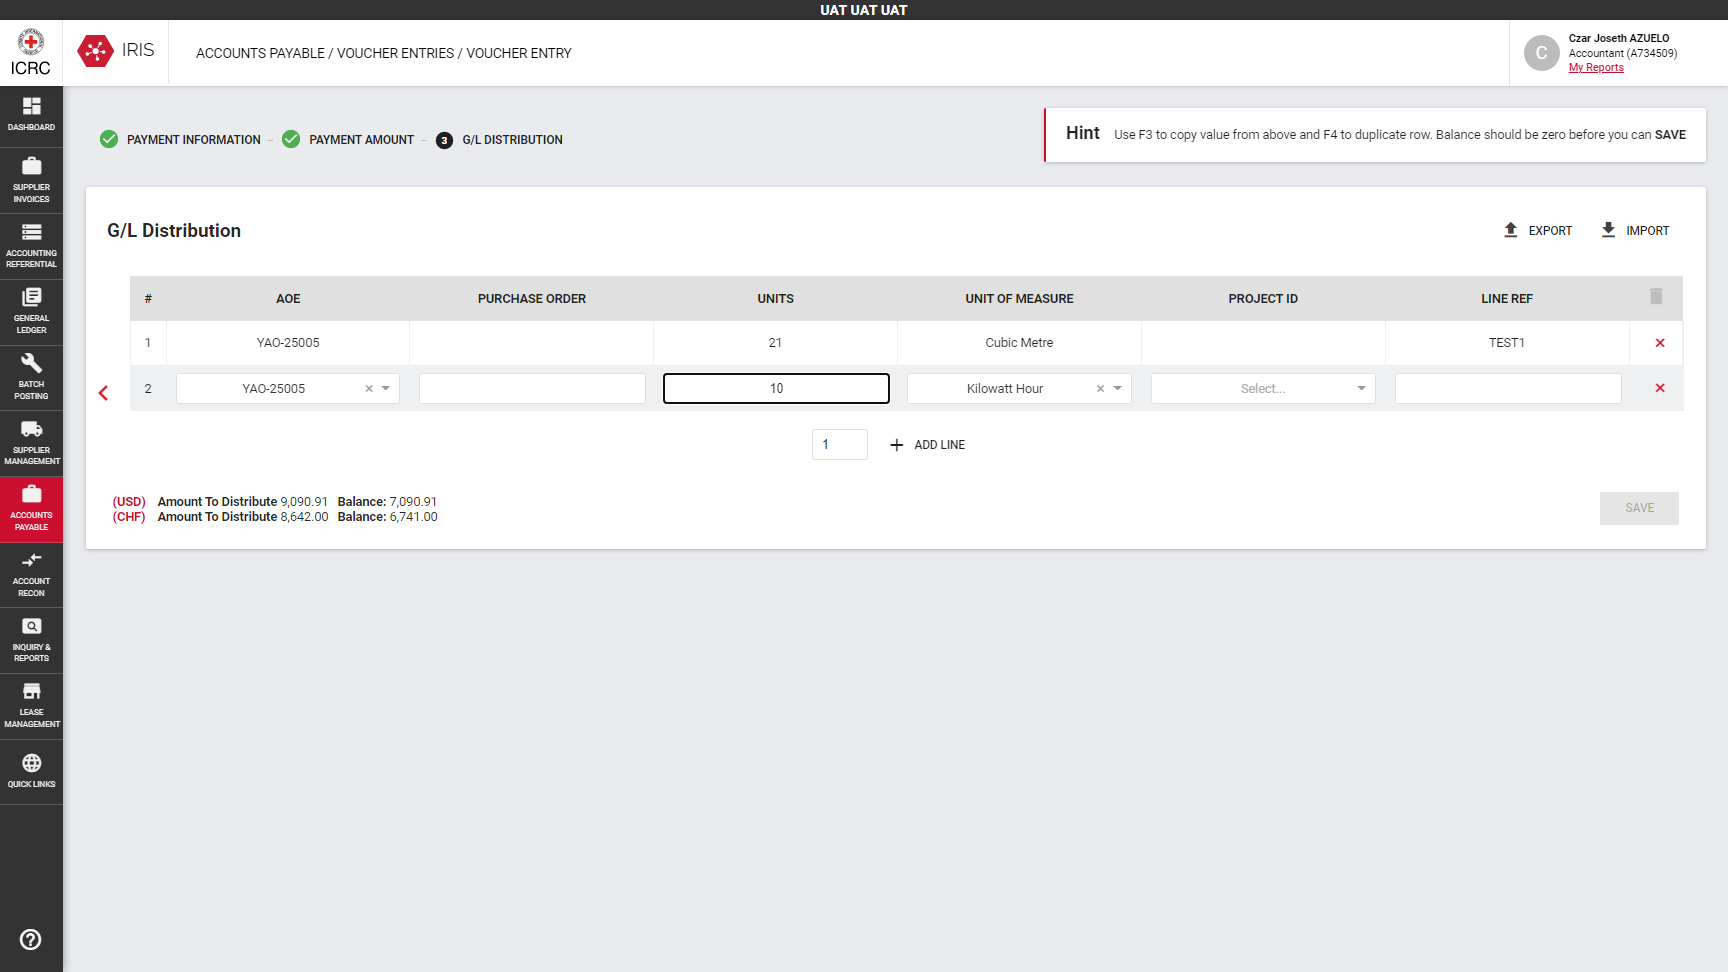 UAT UAT UAT
ICRC
IRIS
ACCOUNTS PAYABLE / VOUCHER ENTRIES / VOUCHER ENTRY
C
Czar Joseth AZUELO
Accountant (A734509)
My Reports
DASHBOARD
SUPPLIER
INVOICES
ACCOUNTING
REFERENTIAL
GENERAL
LEDGER
BATCH
POSTING
SUPPLIER
MANAGEMENT
ACCOUNTS
PAYABLE
ACCOUNT
RECON
INQUIRY &
REPORTS
LEASE
MANAGEMENT
QUICK LINKS
PAYMENT INFORMATION – PAYMENT AMOUNT – 3 G/L DISTRIBUTION
Hint Use F3 to copy value from above and F4 to duplicate row. Balance should be zero before you can SAVE
G/L Distribution
EXPORT IMPORT
# AOE PURCHASE ORDER UNITS UNIT OF MEASURE PROJECT ID LINE REF
1 YAO-25005 21 Cubic Metre TEST1
2 YAO-25005 10 Kilowatt Hour Select...
1 ADD LINE
(USD) Amount To Distribute 9,090.91 Balance: 7,090.91
(CHF) Amount To Distribute 8,642.00 Balance: 6,741.00
SAVE